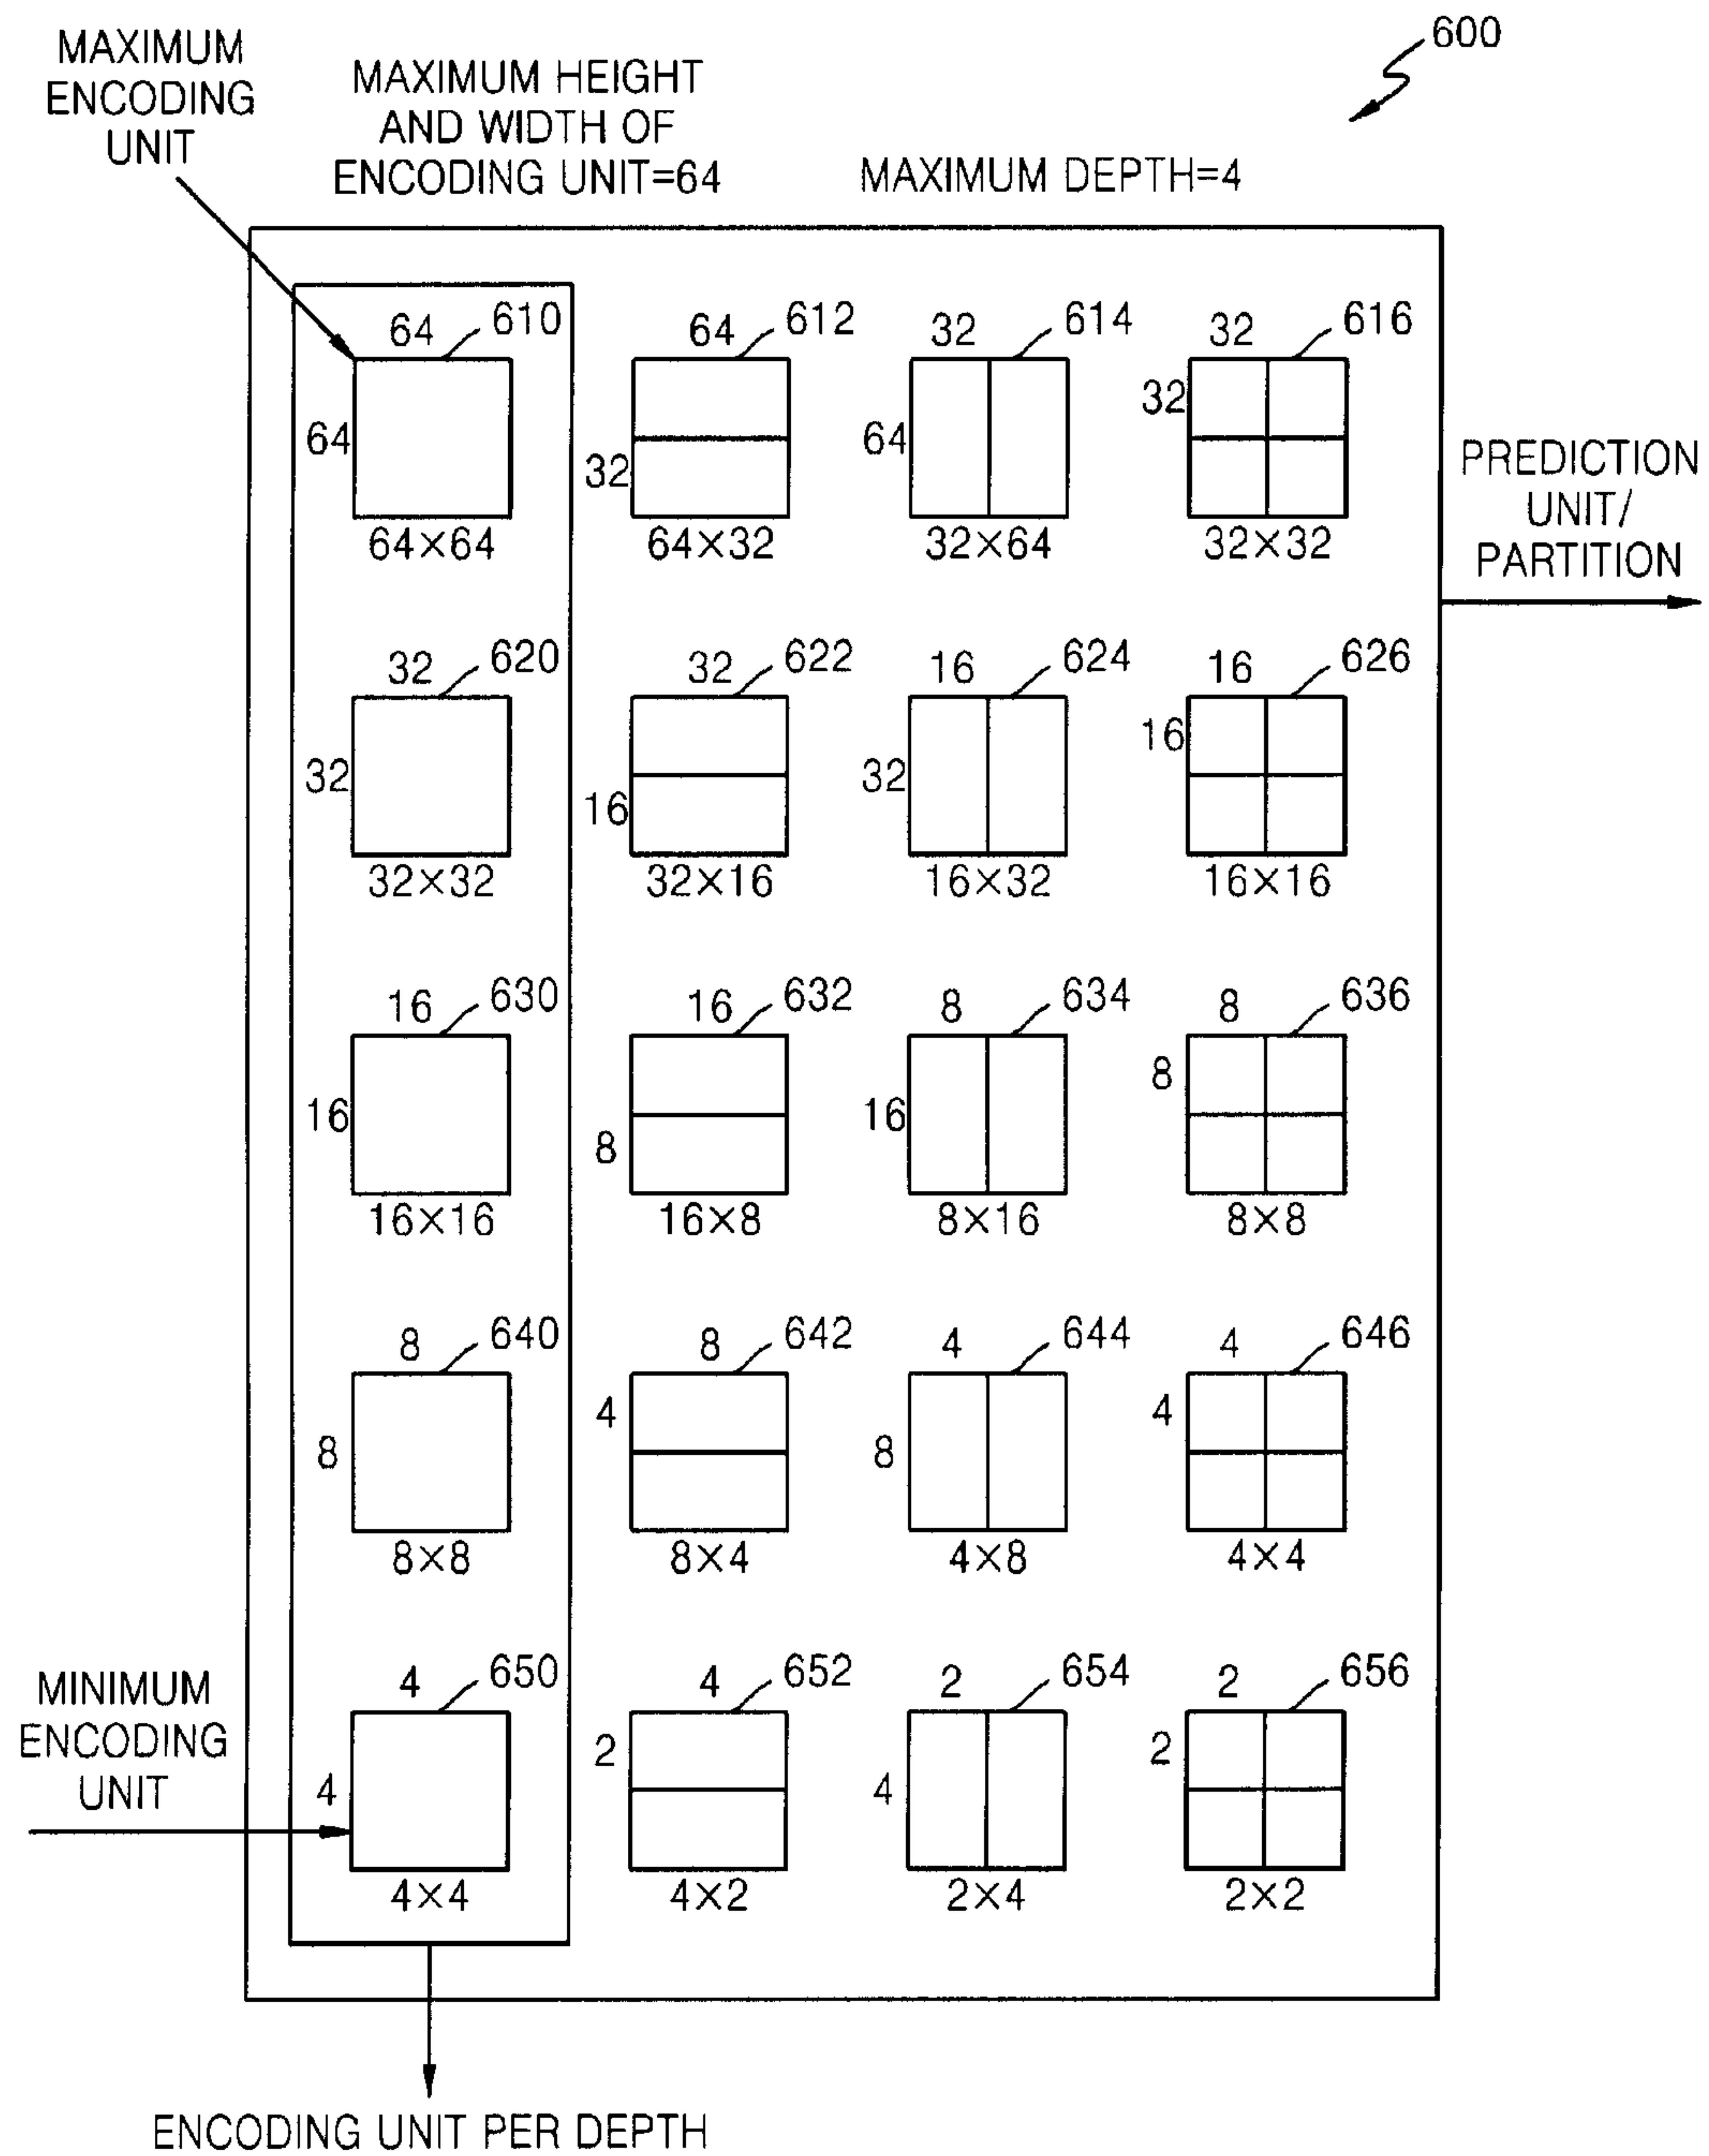 600
MAXIMUM
ENCODING
UNIT
MAXIMUM HEIGHT
AND WIDTH OF
ENCODING UNIT=64
MAXIMUM DEPTH=4
64 610 64 612 32 614 32 616
64 32 64 32
64×64 64×32 32×64 32×32
PREDICTION
UNIT/
PARTITION
32 620 32 622 16 624 16 626
32 16 32 16
32×32 32×16 16×32 16×16
16 630 16 632 8 634 8 636
16 8 16 8
16×16 16×8 8×16 8×8
8 640 8 642 4 644 4 646
8 4 8 4
8×8 8×4 4×8 4×4
MINIMUM
ENCODING
UNIT
4 650 4 652 2 654 2 656
4 2 4 2
4×4 4×2 2×4 2×2
ENCODING UNIT PER DEPTH